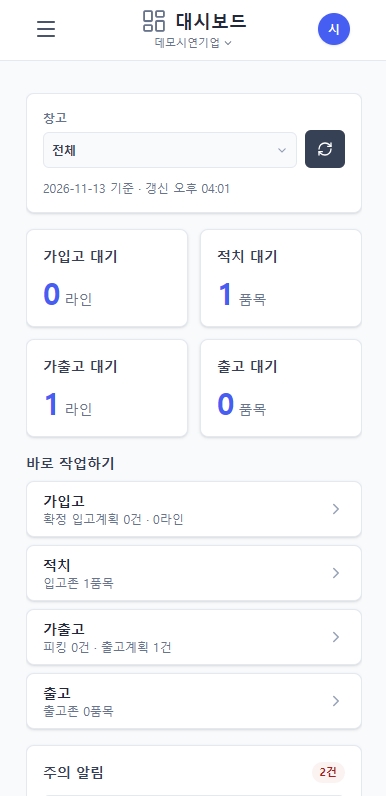 대시보드
데모시연기업
시
창고
전체
2026-11-13 기준 · 갱신 오후 04:01
가입고 대기
0 라인
적치 대기
1 품목
가출고 대기
1 라인
출고 대기
0 품목
바로 작업하기
가입고
확정 입고계획 0건 · 0라인
적치
입고존 1품목
가출고
피킹 0건 · 출고계획 1건
출고
출고존 0품목
주의 알림
2건